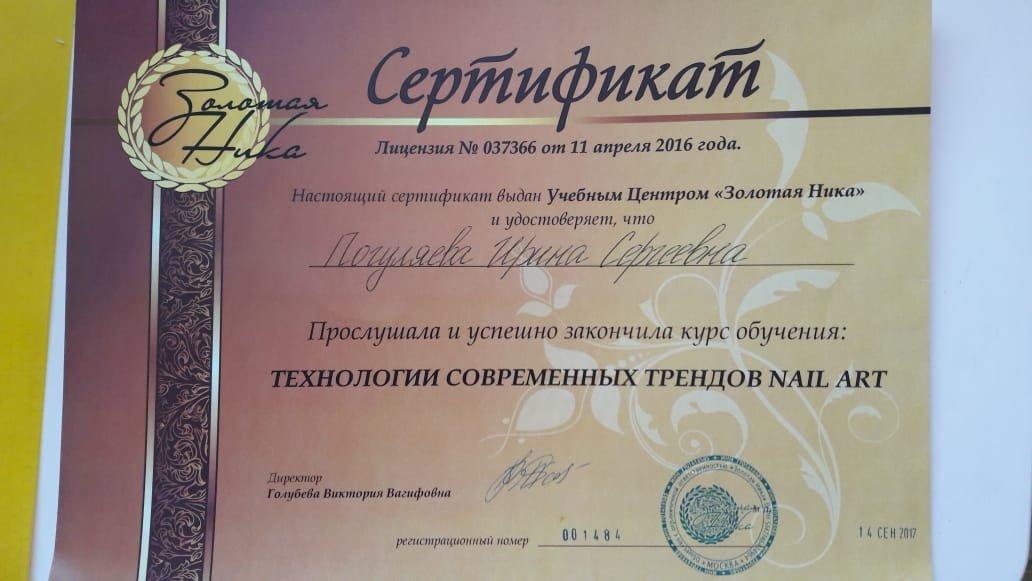 Золотая
Ника
Сертификат
Лицензия № 037366 от 11 апреля 2016 года.
Настоящий сертификат выдан Учебным Центром «Золотая Ника»
и удостоверяет, что
Погуляева Ирина Сергеевна
Прослушала и успешно закончила курс обучения:
ТЕХНОЛОГИИ СОВРЕМЕННЫХ ТРЕНДОВ NAIL ART
Директор
Голубева Виктория Вагифовна
регистрационный номер 001484
14 СЕН 2017
МОСКВА